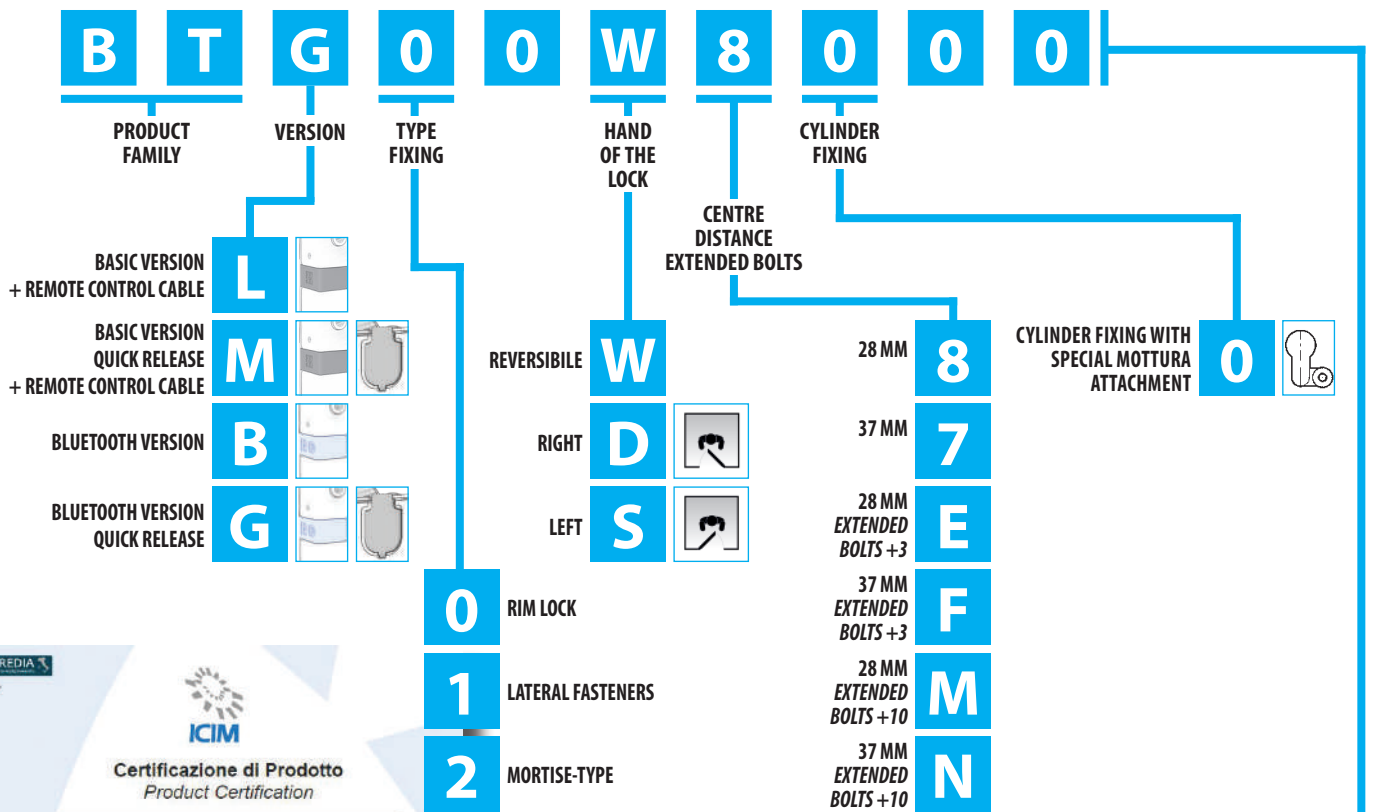 B T G 0 0 W 8 0 0 0
PRODUCT
FAMILY
VERSION
TYPE
FIXING
HAND
OF THE
LOCK
CENTRE
DISTANCE
EXTENDED BOLTS
CYLINDER
FIXING
BASIC VERSION
+ REMOTE CONTROL CABLE
L
BASIC VERSION
QUICK RELEASE
+ REMOTE CONTROL CABLE
M
BLUETOOTH VERSION
B
BLUETOOTH VERSION
QUICK RELEASE
G
0 RIM LOCK
1 LATERAL FASTENERS
2 MORTISE-TYPE
REVERSIBILE W
RIGHT D
LEFT S
28 MM 8
37 MM 7
28 MM
EXTENDED
BOLTS +3
E
37 MM
EXTENDED
BOLTS +3
F
28 MM
EXTENDED
BOLTS +10
M
37 MM
EXTENDED
BOLTS +10
N
CYLINDER FIXING WITH
SPECIAL MOTTURA
ATTACHMENT
0
REDIA
ICIM
Certificazione di Prodotto
Product Certification